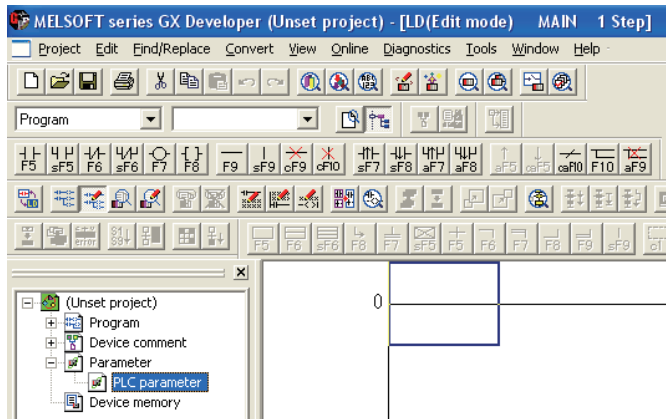 MELSOFT series GX Developer (Unset project) - [LD(Edit mode) MAIN 1 Step]
Project Edit Find/Replace Convert View Online Diagnostics Tools Window Help
Program
F5 sF5 F6 sF6 F7 F8 F9 sF9 cF9 cF10 sF7 sF8 aF7 aF8 aF5 caF5 caF10 F10 aF9
error
F5 F6 sF6 F8 F7 sF5 F5 F6 F7 F8 F9 sF9
(Unset project)
0
Program
Device comment
Parameter
PLC parameter
Device memory